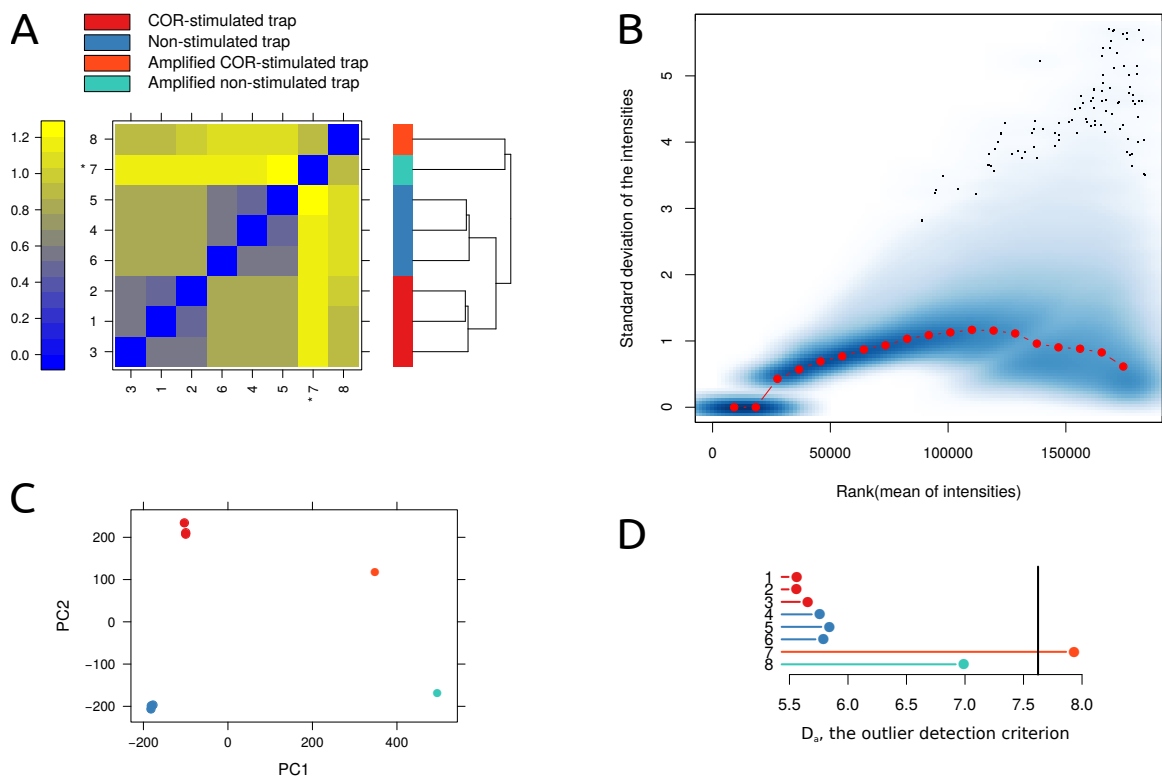 A
COR-stimulated trap
Non-stimulated trap
Amplified COR-stimulated trap
Amplified non-stimulated trap
1.2
1.0
0.8
0.6
0.4
0.2
0.0
8
* 7
5
4
6
2
1
3
3 1 2 6 4 5 * 7 8
B
Standard deviation of the intensities
5
4
3
2
1
0
0 50000 100000 150000
Rank(mean of intensities)
C
PC2
200
100
0
−100
−200
−200 0 200 400
PC1
D
1
2
3
4
5
6
7
8
5.5 6.0 6.5 7.0 7.5 8.0
Da, the outlier detection criterion